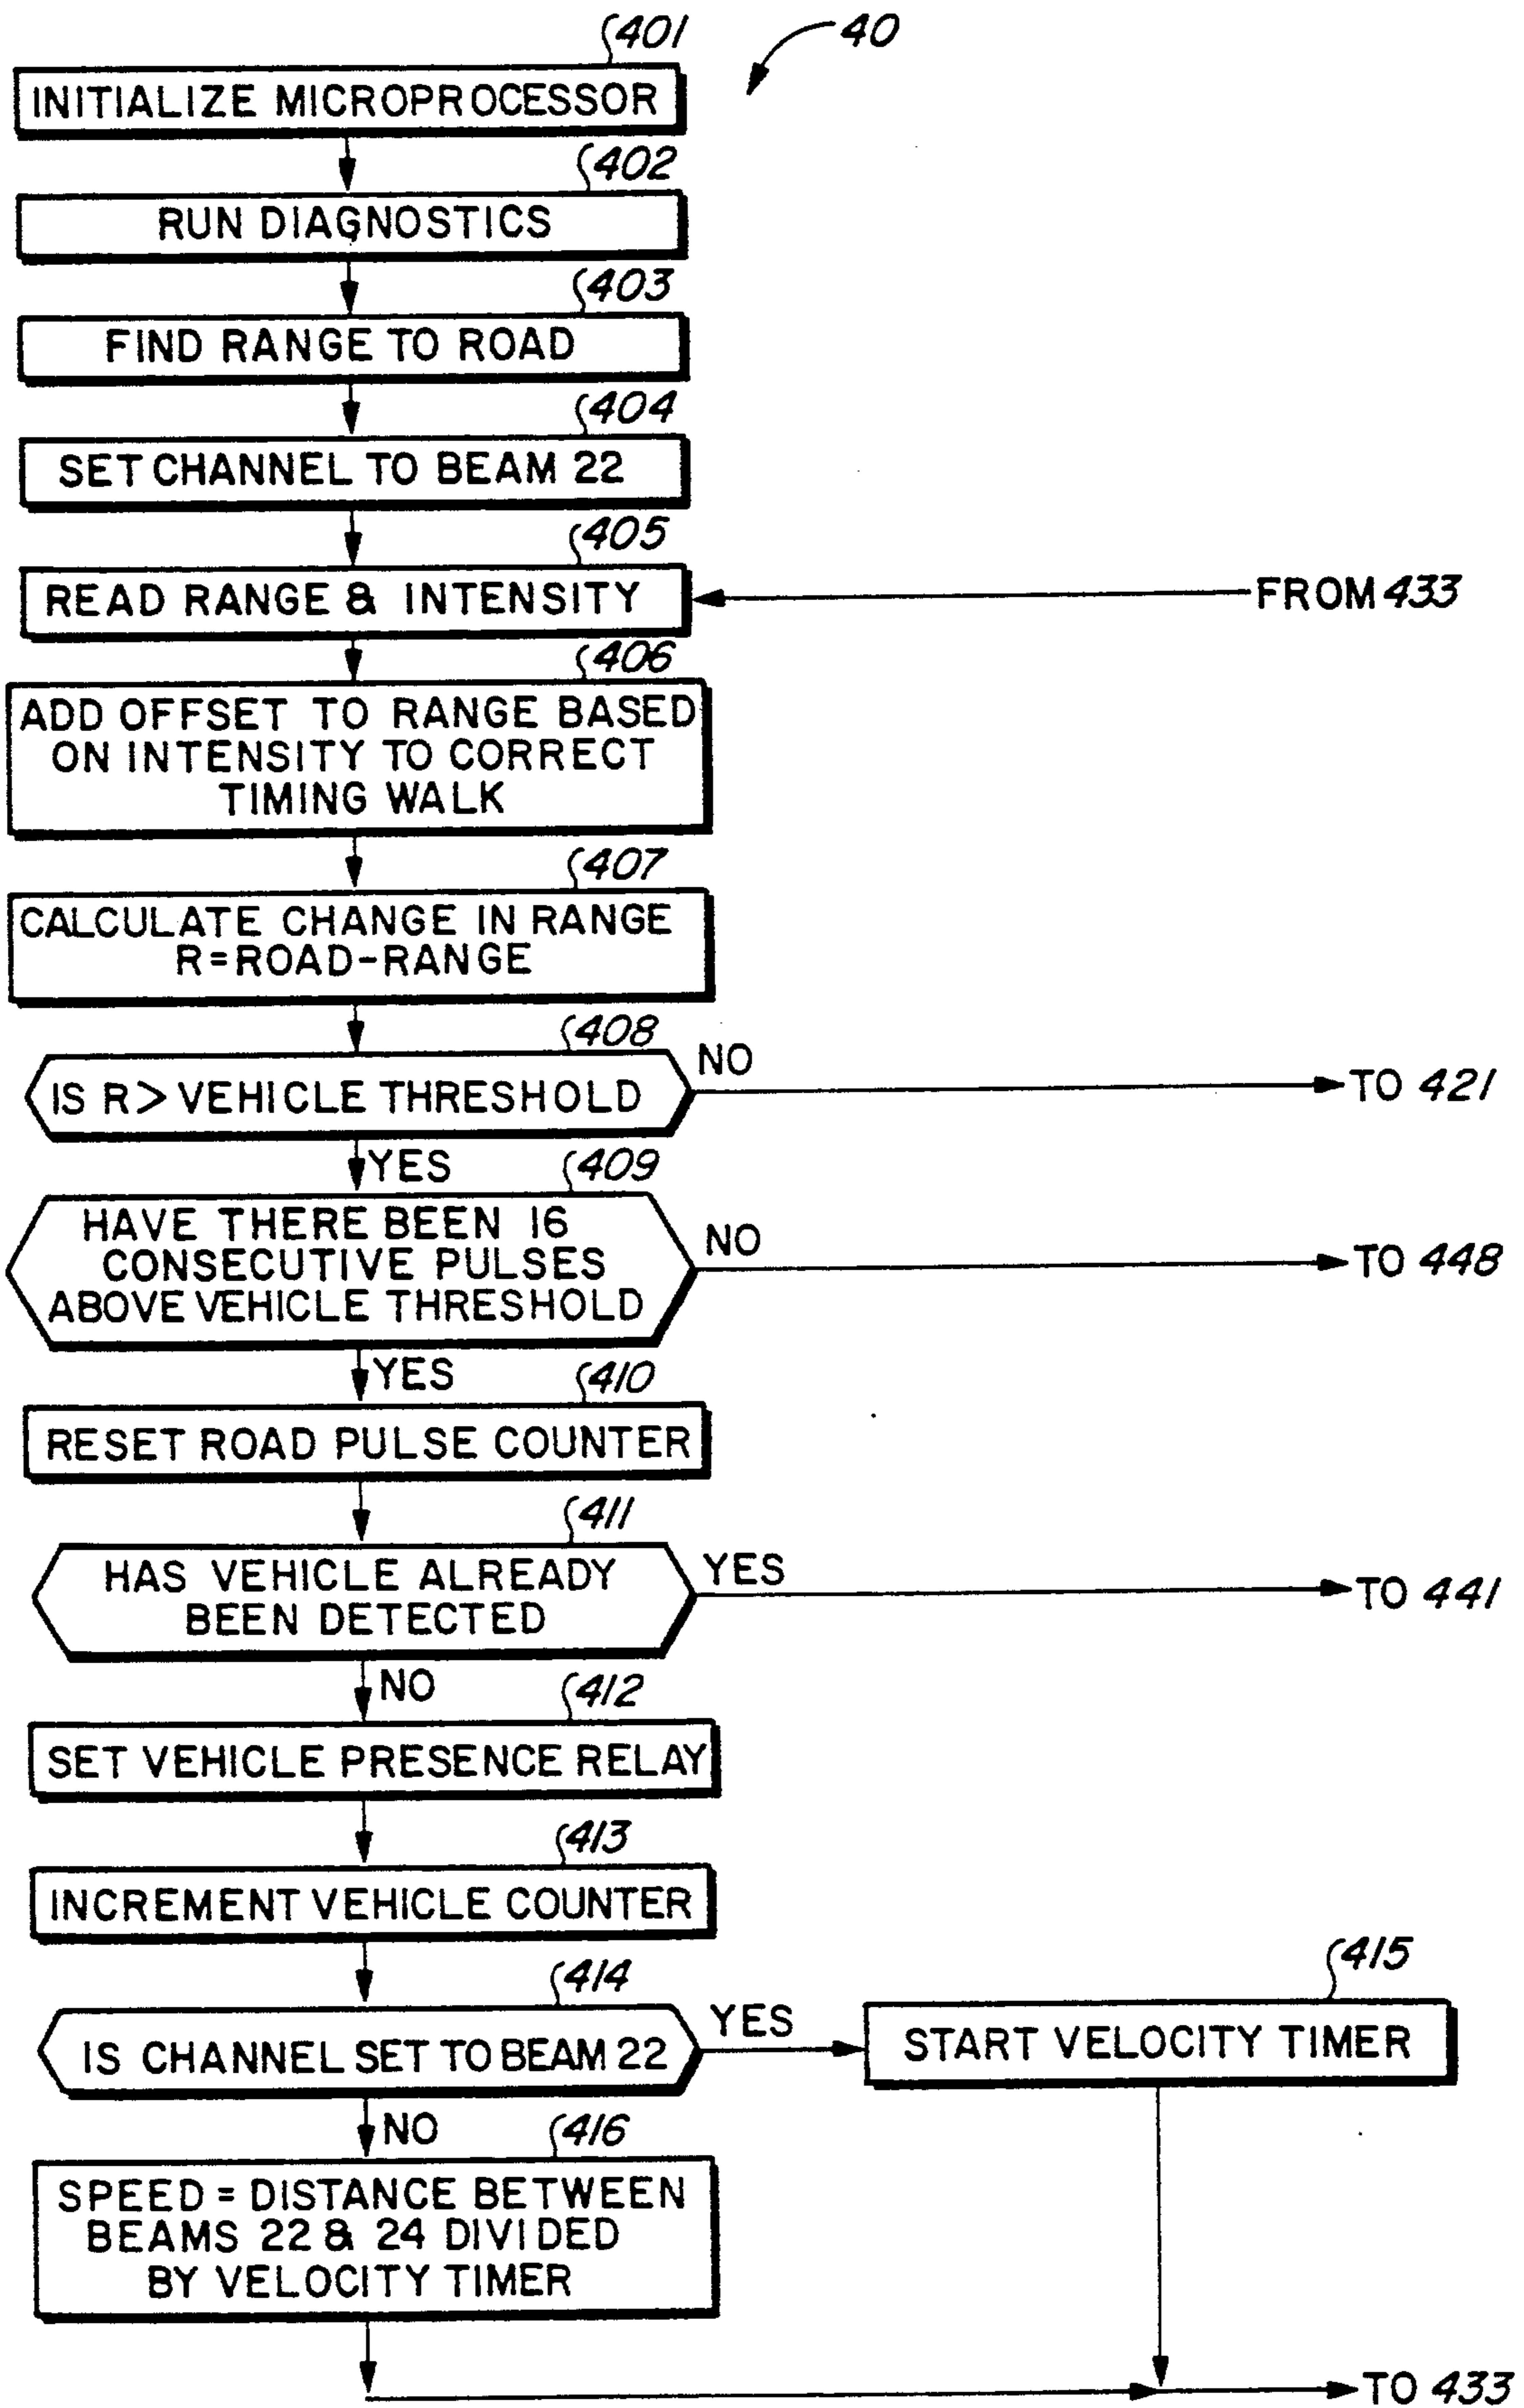 401
40
INITIALIZE MICROPROCESSOR
402
RUN DIAGNOSTICS
403
FIND RANGE TO ROAD
404
SET CHANNEL TO BEAM 22
405
READ RANGE & INTENSITY
FROM 433
406
ADD OFFSET TO RANGE BASED
ON INTENSITY TO CORRECT
TIMING WALK
407
CALCULATE CHANGE IN RANGE
R=ROAD-RANGE
408
IS R > VEHICLE THRESHOLD
NO
TO 421
YES
409
HAVE THERE BEEN 16
CONSECUTIVE PULSES
ABOVE VEHICLE THRESHOLD
NO
TO 448
YES
410
RESET ROAD PULSE COUNTER
411
HAS VEHICLE ALREADY
BEEN DETECTED
YES
TO 441
NO
412
SET VEHICLE PRESENCE RELAY
413
INCREMENT VEHICLE COUNTER
414
IS CHANNEL SET TO BEAM 22
YES
415
START VELOCITY TIMER
NO
416
SPEED = DISTANCE BETWEEN
BEAMS 22 & 24 DIVIDED
BY VELOCITY TIMER
TO 433